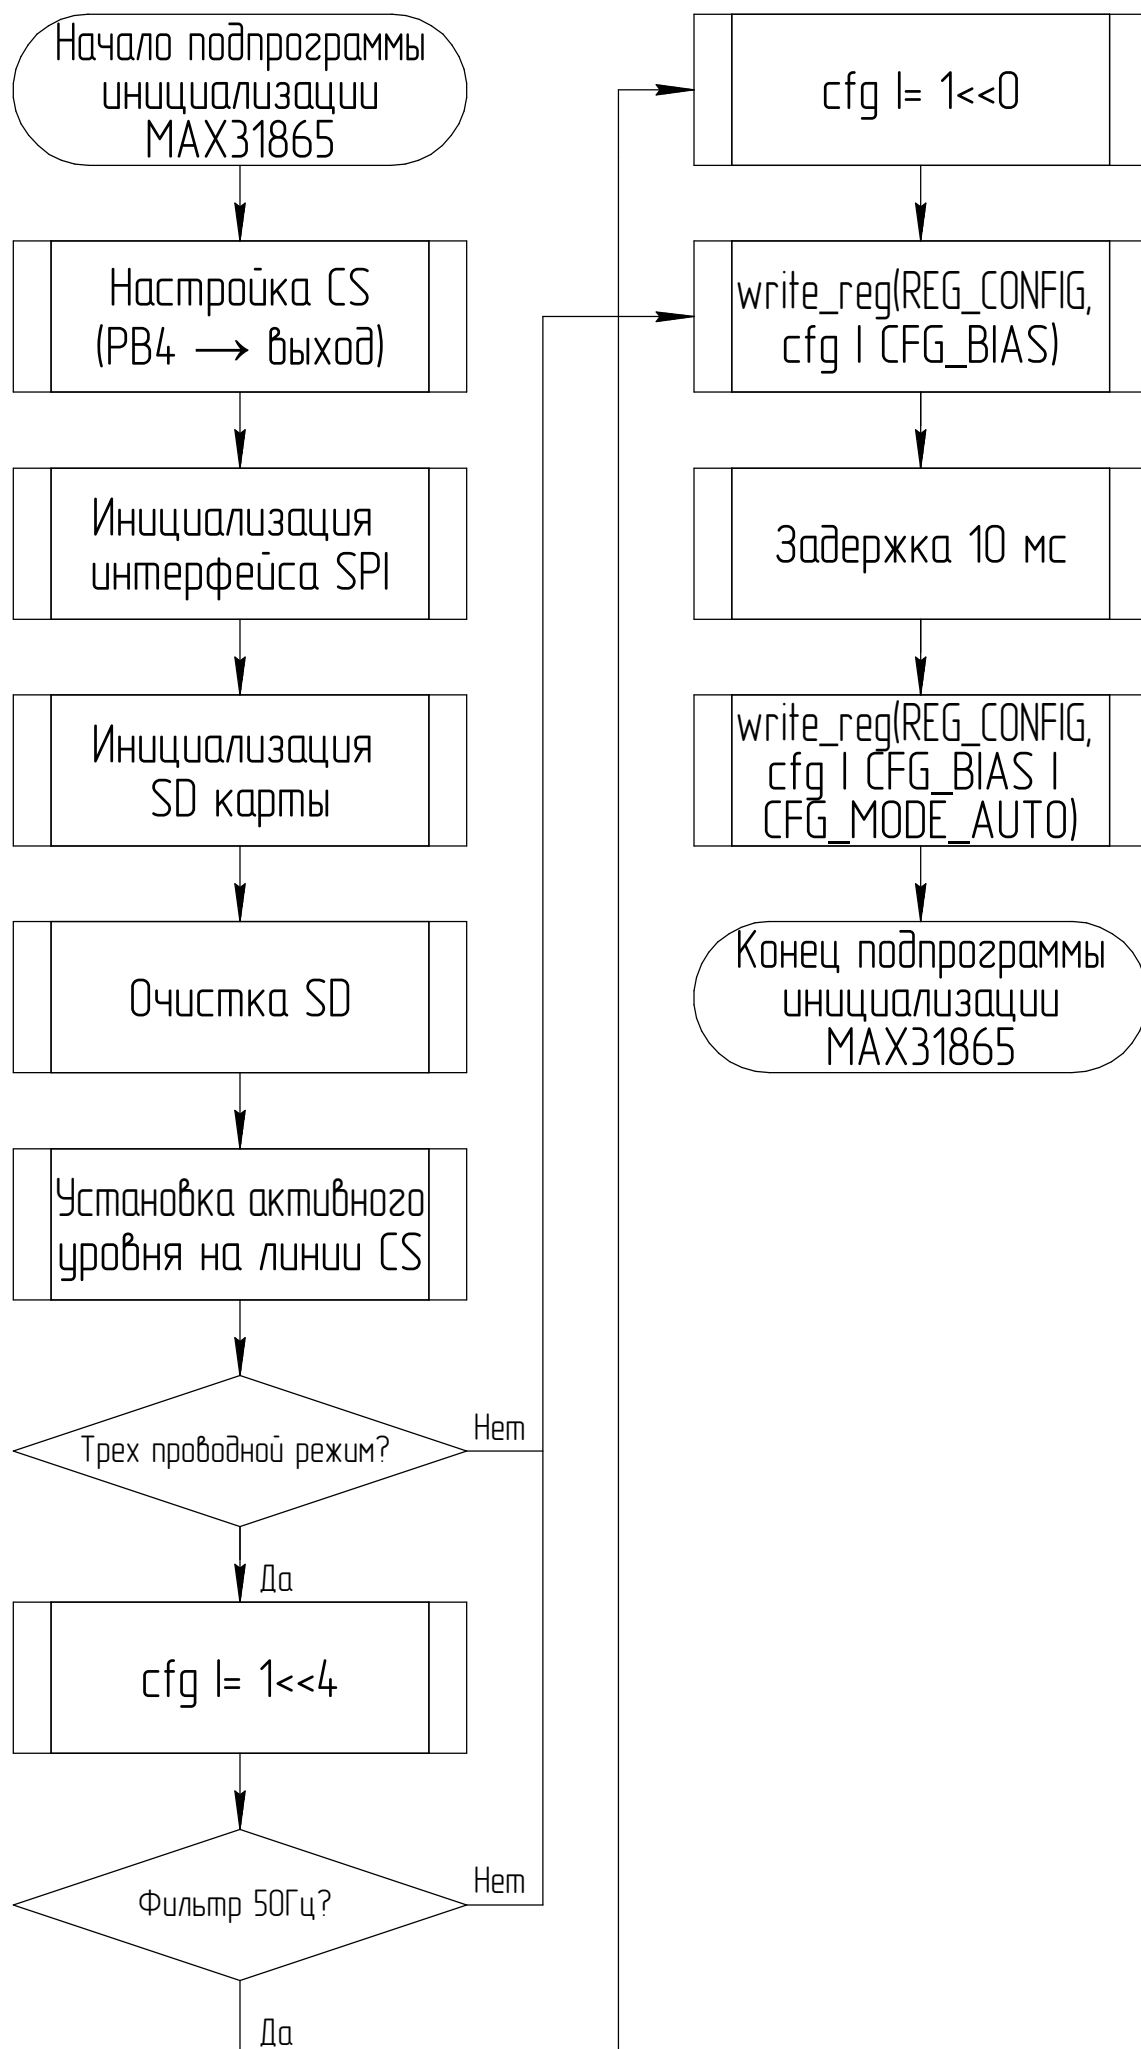 Начало подпрограммы
инициализации
MAX31865
Настройка CS
(PB4 → выход)
Инициализация
интерфейса SPI
Инициализация
SD карты
Очистка SD
Установка активного
уровня на линии CS
Трех проводной режим?
Нет
Да
cfg |= 1<<4
Фильтр 50Гц?
Нет
Да
cfg |= 1<<0
write_reg(REG_CONFIG,
cfg | CFG_BIAS)
Задержка 10 мс
write_reg(REG_CONFIG,
cfg | CFG_BIAS |
CFG_MODE_AUTO)
Конец подпрограммы
инициализации
MAX31865